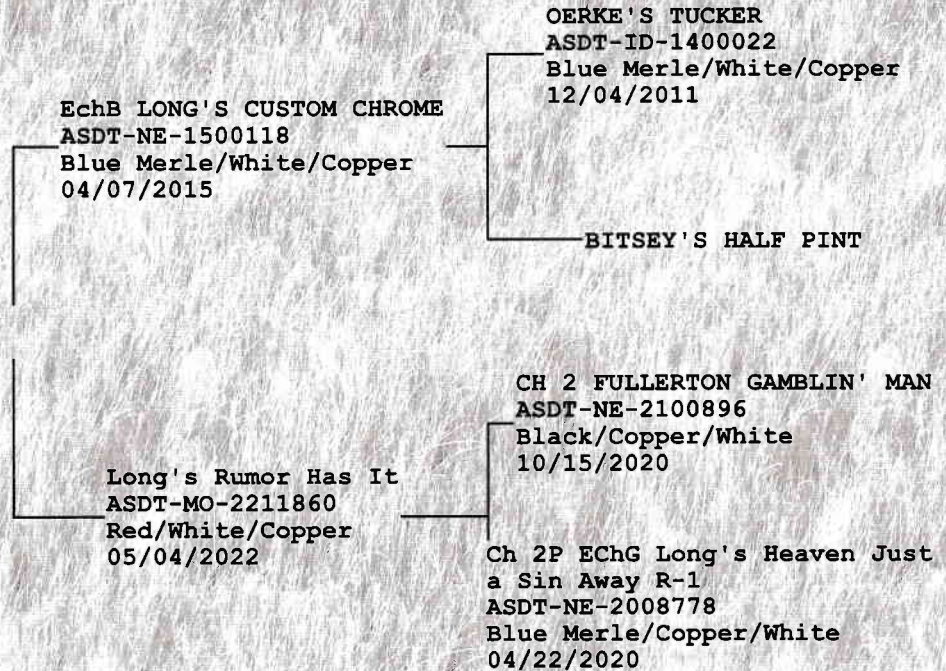 OERKE'S TUCKER
ASDT-ID-1400022
Blue Merle/White/Copper
12/04/2011
EchB LONG'S CUSTOM CHROME
ASDT-NE-1500118
Blue Merle/White/Copper
04/07/2015
BITSEY'S HALF PINT
CH 2 FULLERTON GAMBLIN' MAN
ASDT-NE-2100896
Black/Copper/White
10/15/2020
Long's Rumor Has It
ASDT-MO-2211860
Red/White/Copper
05/04/2022
Ch 2P EChG Long's Heaven Just
a Sin Away R-1
ASDT-NE-2008778
Blue Merle/Copper/White
04/22/2020